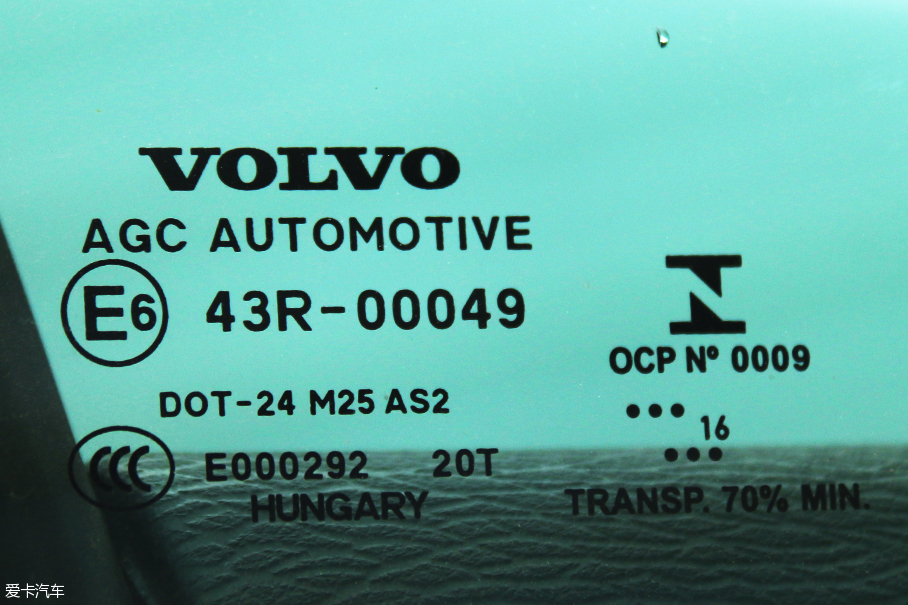 VOLVO
AGC AUTOMOTIVE
E6 43R-00049
OCP Nº 0009
DOT-24 M25 AS2
••• 16 •••
CCC E000292 20T
HUNGARY
TRANSP. 70% MIN.
爱卡汽车